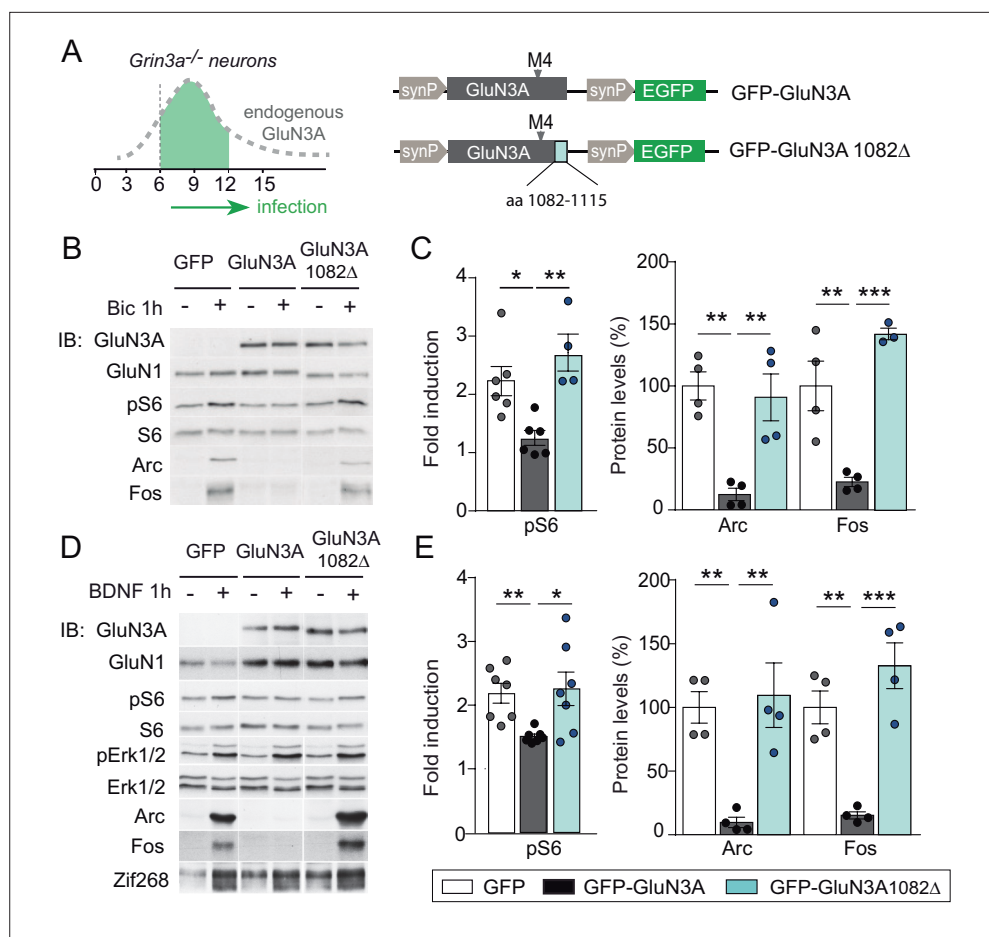 A
Grin3a-/- neurons
endogenous
GluN3A
0 3 6 9 12 15
infection
M4
synP GluN3A synP EGFP GFP-GluN3A
M4
synP GluN3A synP EGFP GFP-GluN3A 1082Δ
aa 1082-1115
B
GFP GluN3A GluN3A
1082Δ
Bic 1h - + - + - +
IB: GluN3A
GluN1
pS6
S6
Arc
Fos
C
Fold induction
4
3
2
1
0
* **
pS6
Protein levels (%)
200
150
100
50
0
** ** ** ***
Arc Fos
D
GFP GluN3A GluN3A
1082Δ
BDNF 1h - + - + - +
IB: GluN3A
GluN1
pS6
S6
pErk1/2
Erk1/2
Arc
Fos
Zif268
E
Fold induction
4
3
2
1
0
** *
pS6
Protein levels (%)
200
150
100
50
0
** ** ** ***
Arc Fos
GFP GFP-GluN3A GFP-GluN3A1082Δ